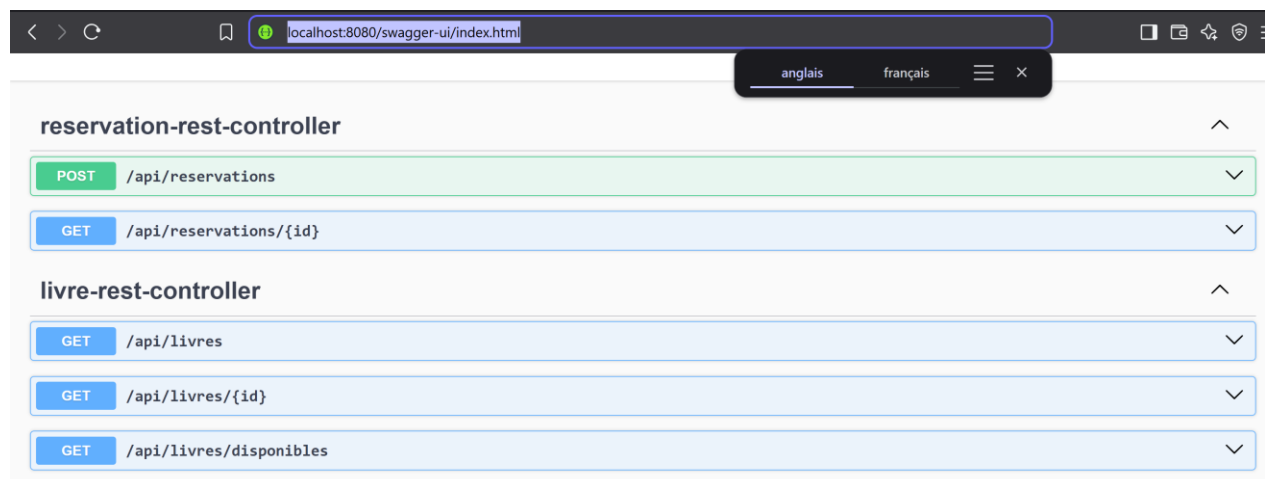 localhost:8080/swagger-ui/index.html
anglais français
reservation-rest-controller
POST /api/reservations
GET /api/reservations/{id}
livre-rest-controller
GET /api/livres
GET /api/livres/{id}
GET /api/livres/disponibles